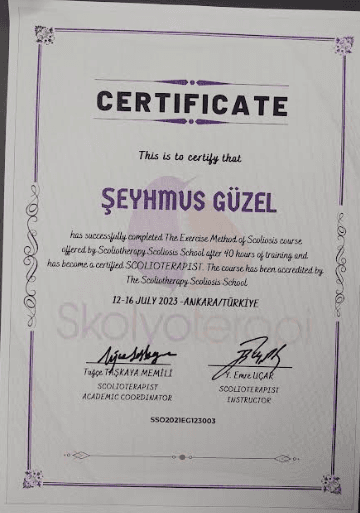 CERTIFICATE
This is to certify that
ŞEYHMUS GÜZEL
has successfully completed The Exercise Method of Scoliosis course
offered by Scoliotherapy Scoliosis School after 40 hours of training and
has become a certified SCOLIOTERAPIST. The course has been accredited by
The Scoliotherapy Scoliosis School
12-16 JULY 2023 -ANKARA/TÜRKİYE
Skolyoterapi
Tuğçe TAŞKAYA MEMİLİ
SCOLIOTERAPIST
ACADEMIC COORDINATOR
Y. Emre UÇAR
SCOLIOTERAPIST
INSTRUCTOR
SSO2021EG123003